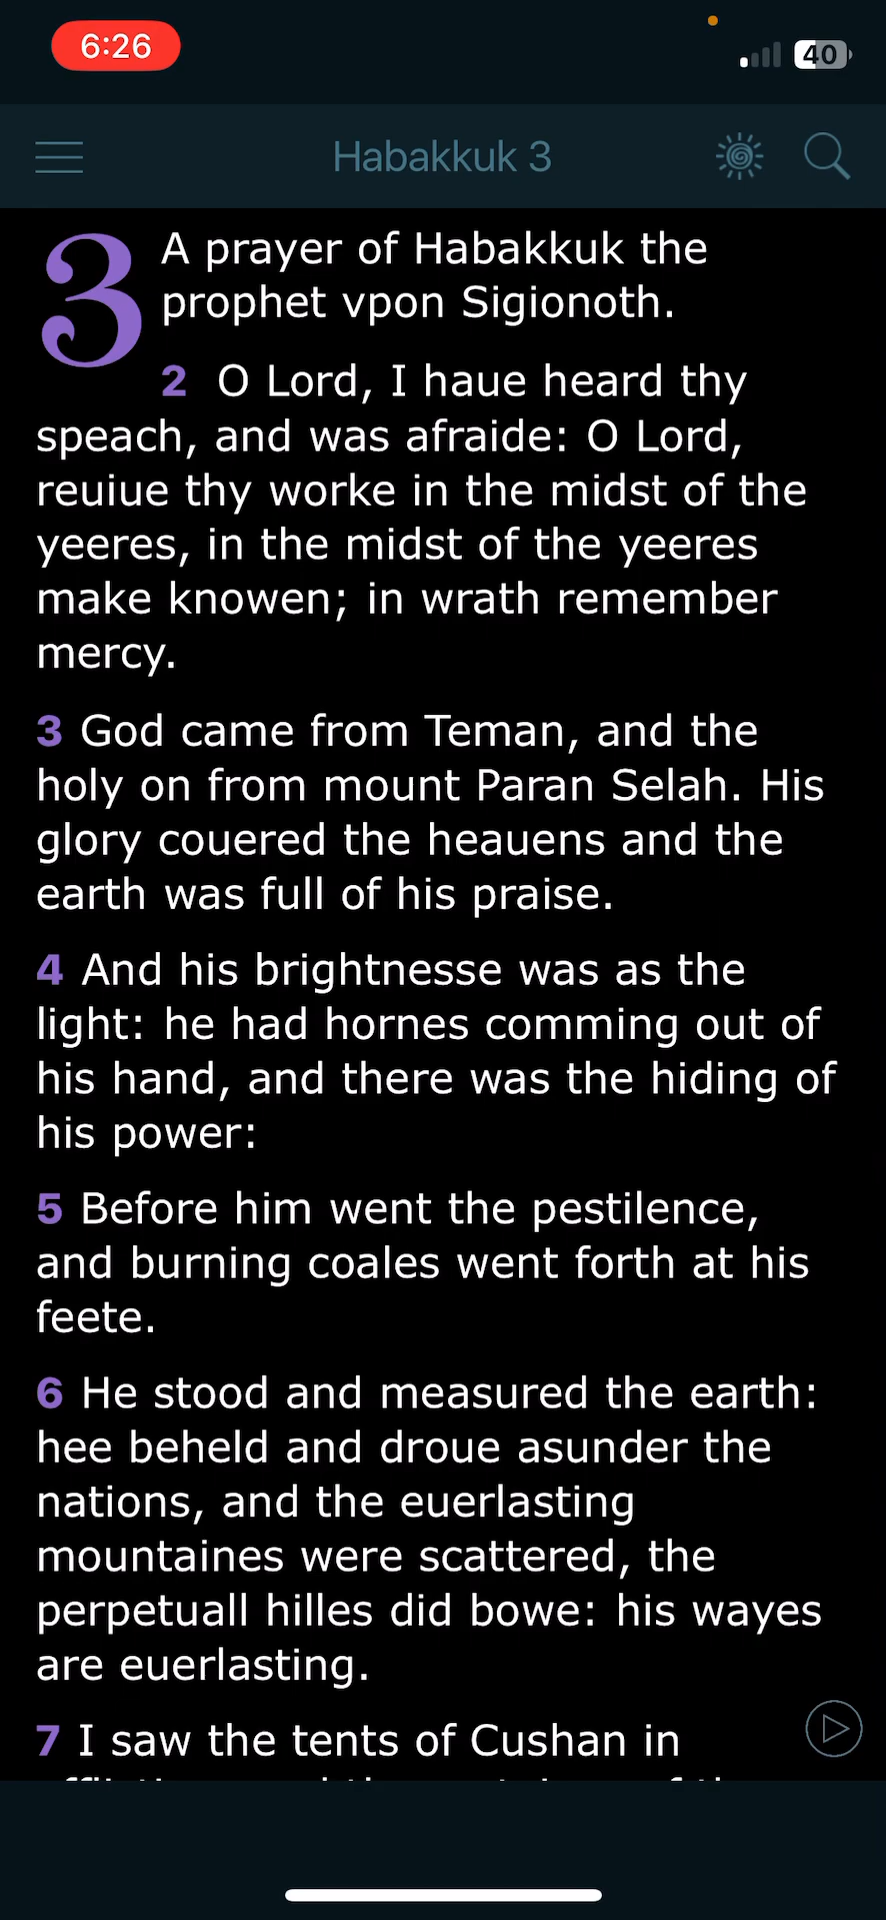 6:26
40
Habakkuk 3
3 A prayer of Habakkuk the
prophet vpon Sigionoth.
2 O Lord, I haue heard thy
speach, and was afraide: O Lord,
reuiue thy worke in the midst of the
yeeres, in the midst of the yeeres
make knowen; in wrath remember
mercy.
3 God came from Teman, and the
holy on from mount Paran Selah. His
glory couered the heauens and the
earth was full of his praise.
4 And his brightnesse was as the
light: he had hornes comming out of
his hand, and there was the hiding of
his power:
5 Before him went the pestilence,
and burning coales went forth at his
feete.
6 He stood and measured the earth:
hee beheld and droue asunder the
nations, and the euerlasting
mountaines were scattered, the
perpetuall hilles did bowe: his wayes
are euerlasting.
7 I saw the tents of Cushan in